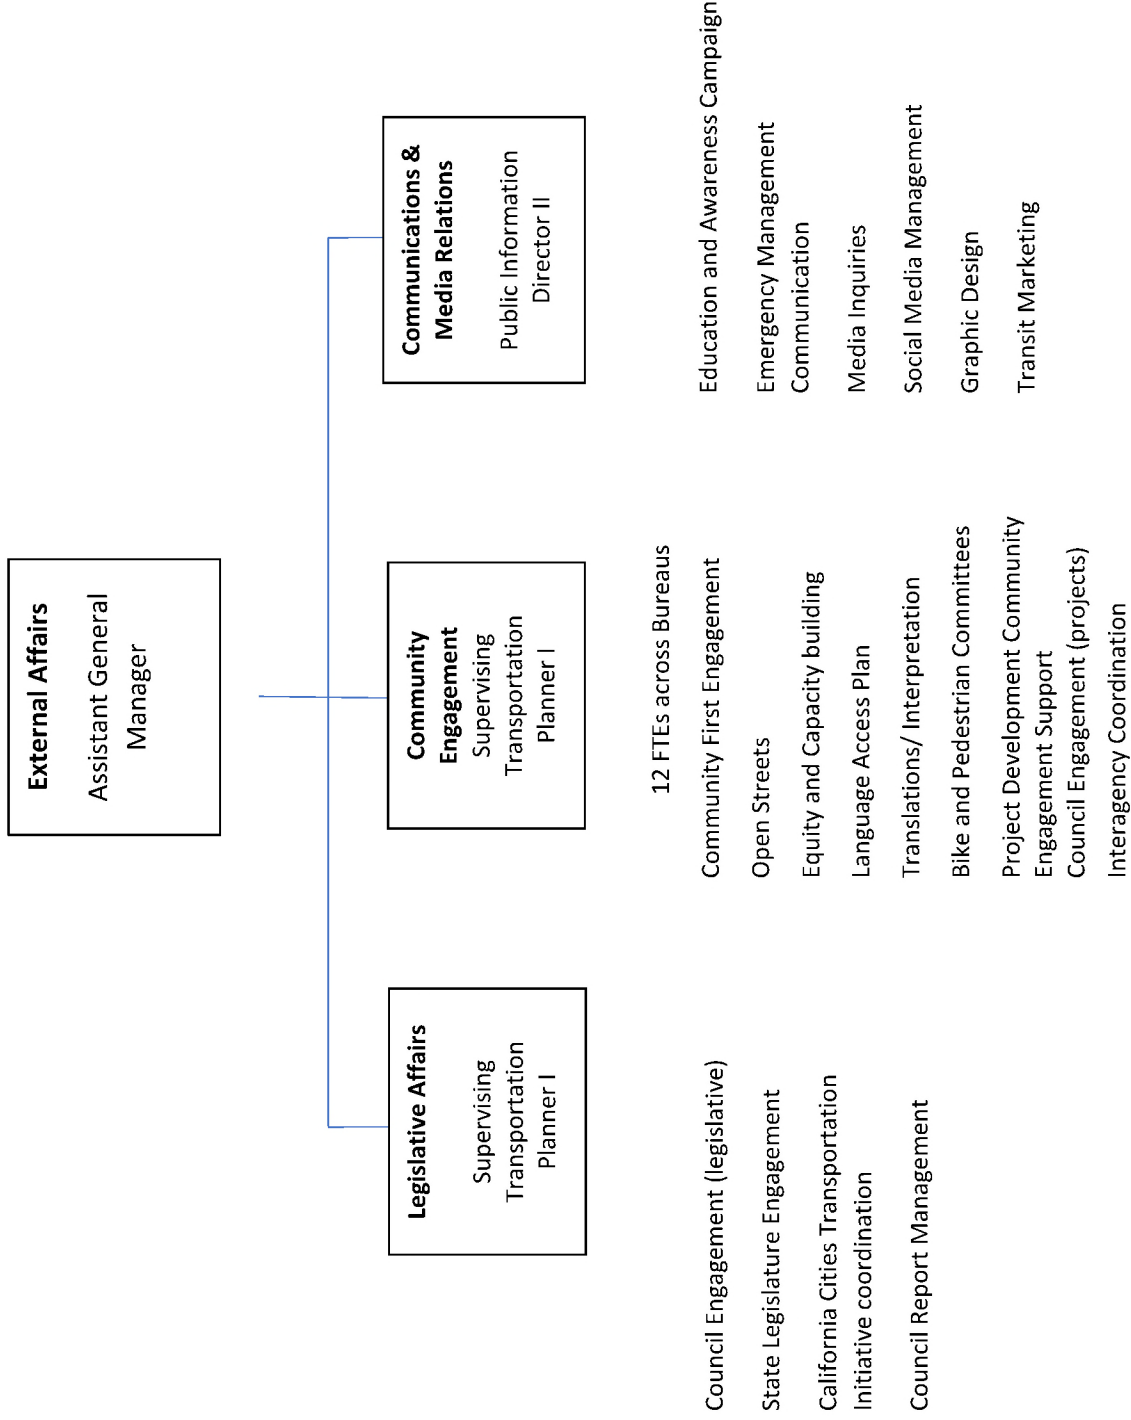 External Affairs
Assistant General
Manager
Legislative Affairs
Supervising
Transportation
Planner I
Community
Engagement
Supervising
Transportation
Planner I
Communications &
Media Relations
Public Information
Director II
Council Engagement (legislative)
State Legislature Engagement
California Cities Transportation
Initiative coordination
Council Report Management
12 FTEs across Bureaus
Community First Engagement
Open Streets
Equity and Capacity building
Language Access Plan
Translations/ Interpretation
Bike and Pedestrian Committees
Project Development Community
Engagement Support
Council Engagement (projects)
Interagency Coordination
Education and Awareness Campaign
Emergency Management
Communication
Media Inquiries
Social Media Management
Graphic Design
Transit Marketing